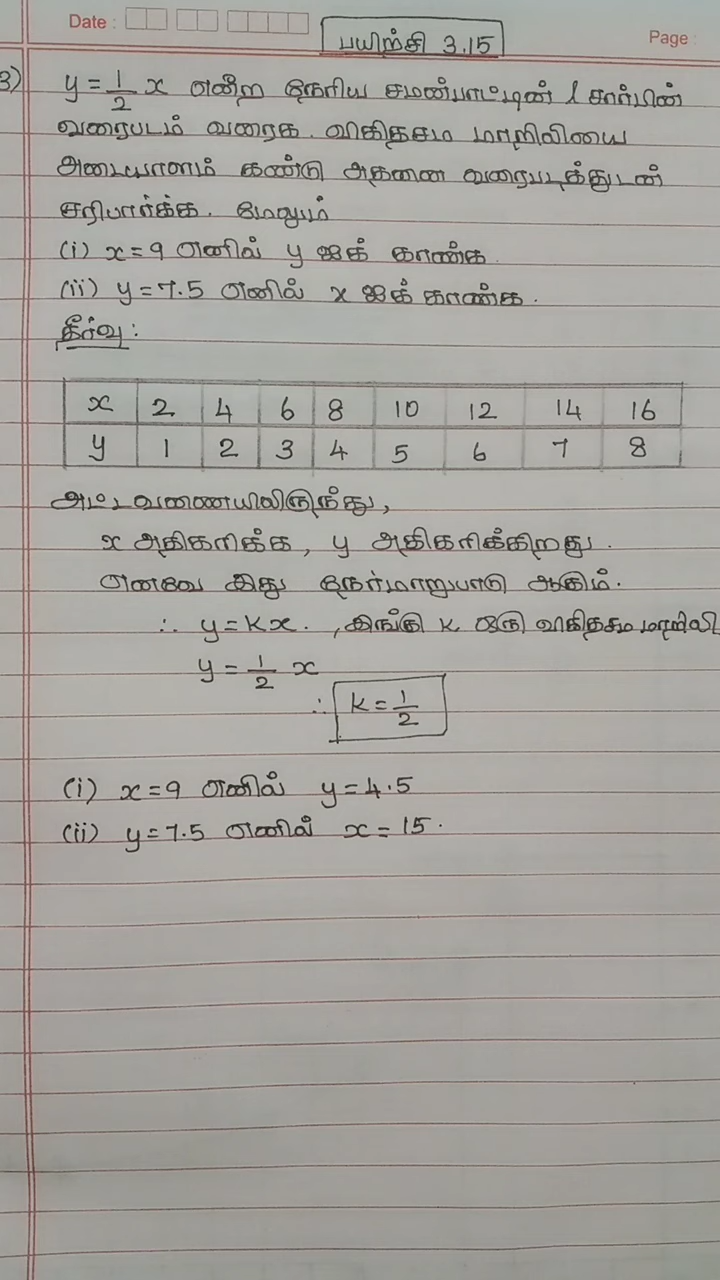 Date :
பயிற்சி 3.15
Page :
3) y = 1/2 x என்ற நேரிய சமன்பாட்டின் / சார்பின்
வரைபடம் வரைக. விகிதசம மாறிலியை
அடையாளம் கண்டு அதனை வரைபடத்துடன்
சரிபார்க்க. மேலும்
(i) x = 9 எனில் y ஐக் காண்க.
(ii) y = 7.5 எனில் x ஐக் காண்க.
தீர்வு :
x 2 4 6 8 10 12 14 16
y 1 2 3 4 5 6 7 8
அட்டவணையிலிருந்து,
x அதிகரிக்க, y அதிகரிக்கிறது.
எனவே இது நேர்மாறுபாடு ஆகும்.
∴ y = kx. , இங்கு k ஒரு விகிதசம மாறிலி
y = 1/2 x
∴ k = 1/2
(i) x = 9 எனில் y = 4.5
(ii) y = 7.5 எனில் x = 15.